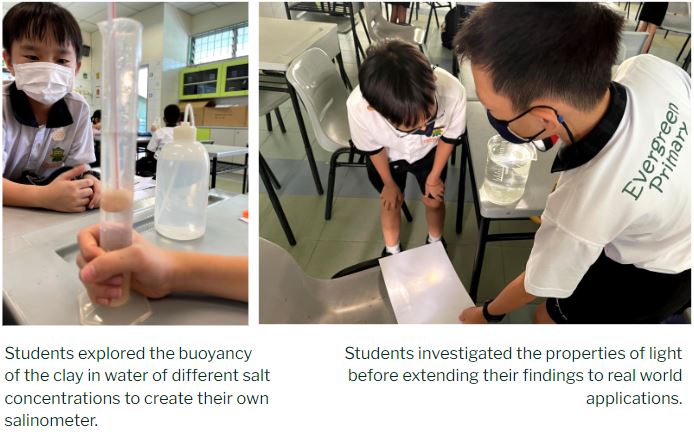 Evergreen
Primary
Students explored the buoyancy
of the clay in water of different salt
concentrations to create their own
salinometer.
Students investigated the properties of light
before extending their findings to real world
applications.